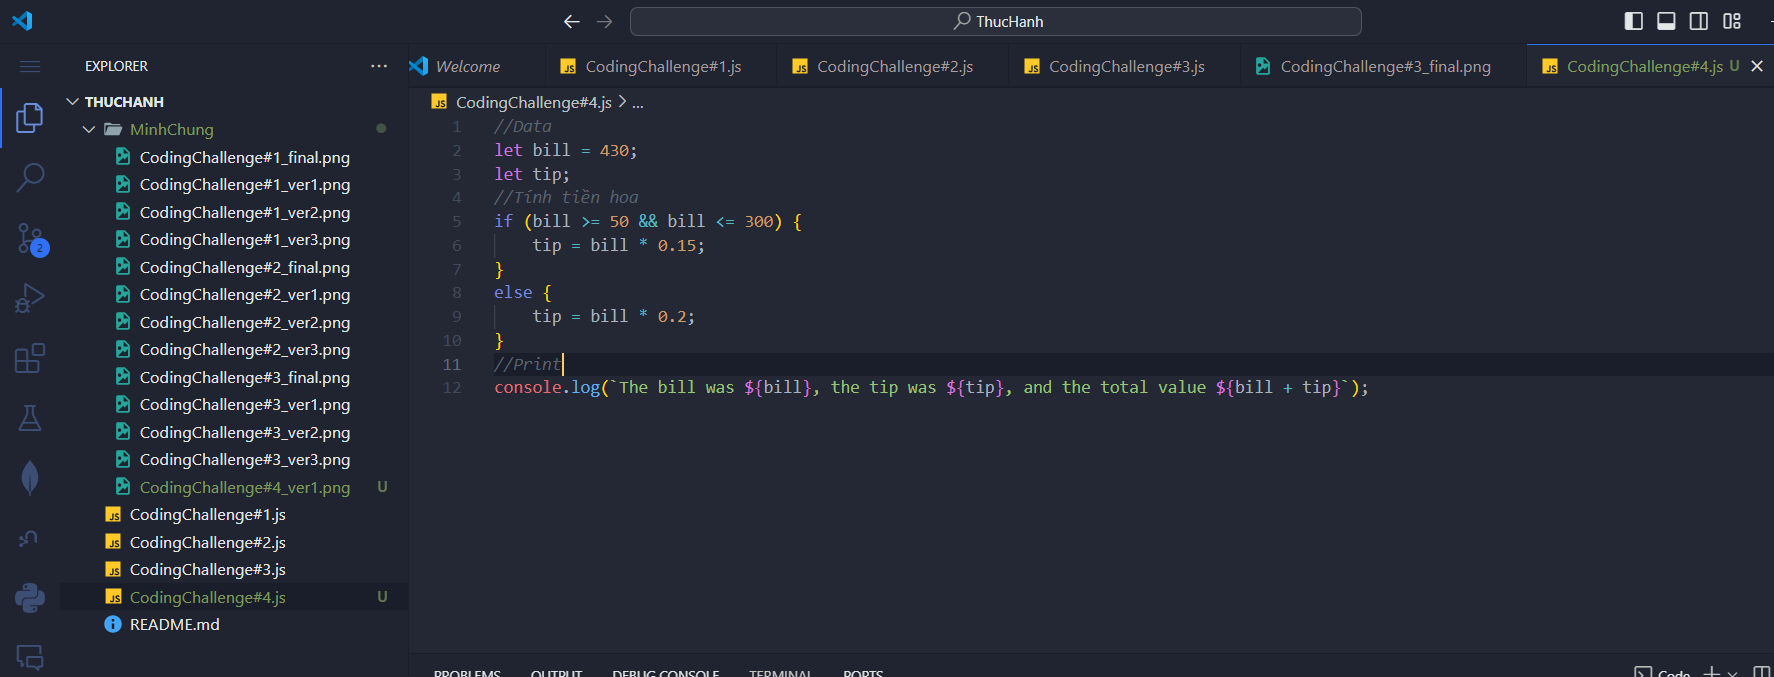 ThucHanh
EXPLORER
Welcome
CodingChallenge#1.js
CodingChallenge#2.js
CodingChallenge#3.js
CodingChallenge#3_final.png
CodingChallenge#4.js U
THUCHANH
MinhChung
CodingChallenge#1_final.png
CodingChallenge#1_ver1.png
CodingChallenge#1_ver2.png
CodingChallenge#1_ver3.png
CodingChallenge#2_final.png
CodingChallenge#2_ver1.png
CodingChallenge#2_ver2.png
CodingChallenge#2_ver3.png
CodingChallenge#3_final.png
CodingChallenge#3_ver1.png
CodingChallenge#3_ver2.png
CodingChallenge#3_ver3.png
CodingChallenge#4_ver1.png U
CodingChallenge#1.js
CodingChallenge#2.js
CodingChallenge#3.js
CodingChallenge#4.js U
README.md
2
JS CodingChallenge#4.js > ...
1 //Data
2 let bill = 430;
3 let tip;
4 //Tính tiền hoa
5 if (bill >= 50 && bill <= 300) {
6 tip = bill * 0.15;
7 }
8 else {
9 tip = bill * 0.2;
10 }
11 //Print
12 console.log(`The bill was ${bill}, the tip was ${tip}, and the total value ${bill + tip}`);
PROBLEMS OUTPUT DEBUG CONSOLE TERMINAL PORTS
Code